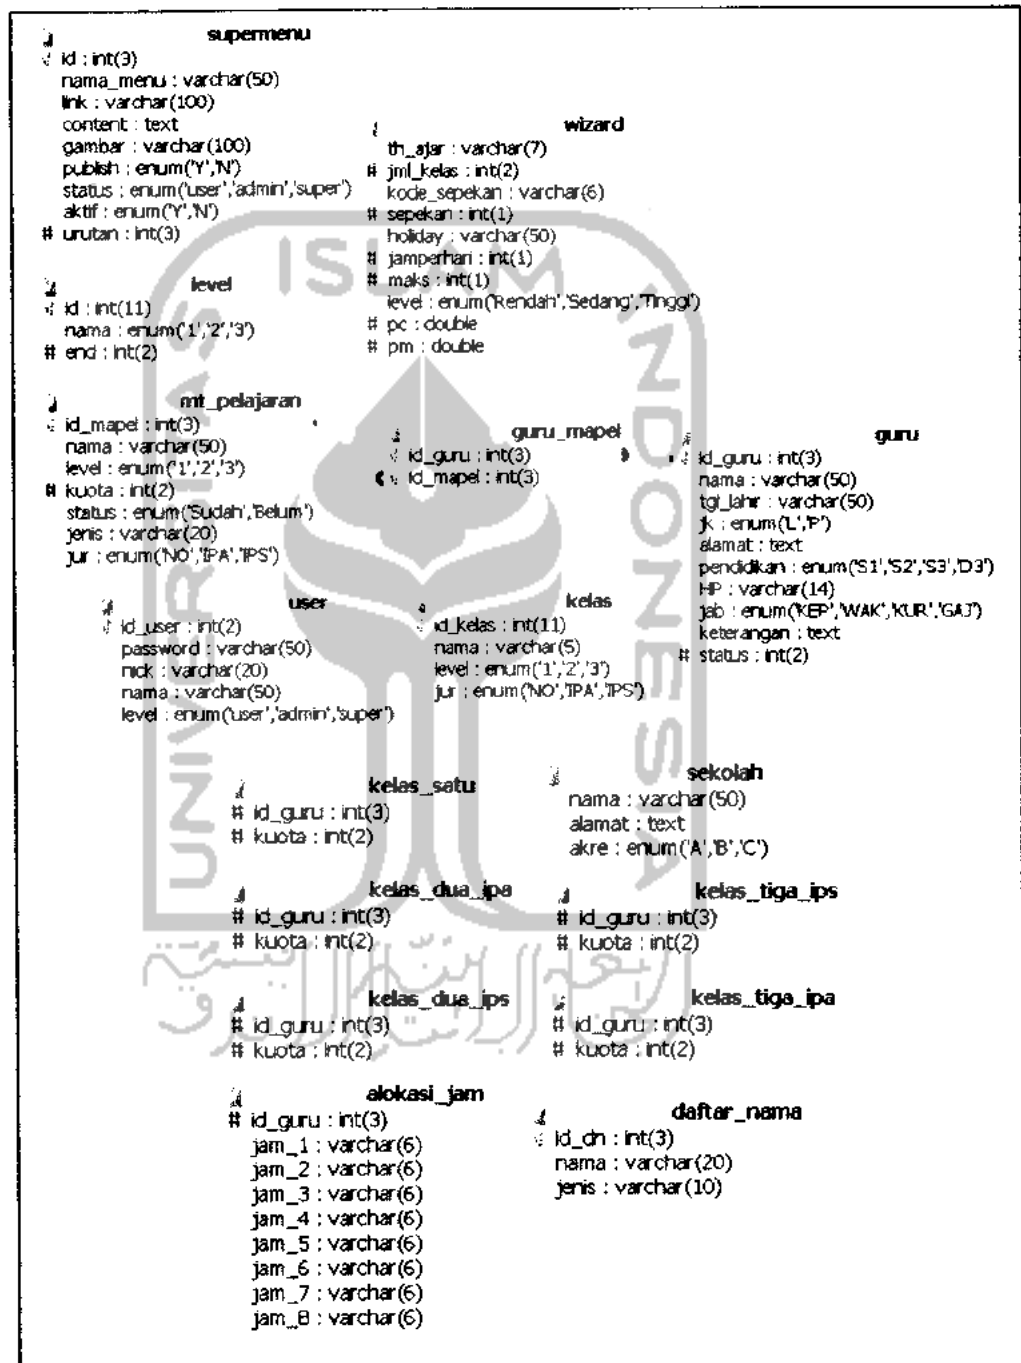 supermenu
id : int(3)
nama_menu : varchar(50)
link : varchar(100)
content : text
gambar : varchar(100)
publish : enum('Y','N')
status : enum('user','admin','super')
aktif : enum('Y','N')
# urutan : int(3)
wizard
th_ajar : varchar(7)
# jml_kelas : int(2)
kode_sepekan : varchar(6)
# sepekan : int(1)
holiday : varchar(50)
# jamperhari : int(1)
# maks : int(1)
level : enum('Rendah','Sedang','Tinggi')
# pc : double
# pm : double
level
id : int(11)
nama : enum('1','2','3')
# end : int(2)
mt_pelajaran
id_mapel : int(3)
nama : varchar(50)
level : enum('1','2','3')
# kuota : int(2)
status : enum('Sudah','Belum')
jenis : varchar(20)
jur : enum('NO','IPA','IPS')
guru_mapel
id_guru : int(3)
id_mapel : int(3)
guru
id_guru : int(3)
nama : varchar(50)
tgl_lahir : varchar(50)
jk : enum('L','P')
alamat : text
pendidikan : enum('S1','S2','S3','D3')
HP : varchar(14)
jab : enum('KEP','WAK','KUR','GAJ')
keterangan : text
# status : int(2)
user
id_user : int(2)
password : varchar(50)
nick : varchar(20)
nama : varchar(50)
level : enum('user','admin','super')
kelas
id_kelas : int(11)
nama : varchar(5)
level : enum('1','2','3')
jur : enum('NO','IPA','IPS')
kelas_satu
# id_guru : int(3)
# kuota : int(2)
sekolah
nama : varchar(50)
alamat : text
akre : enum('A','B','C')
kelas_dua_ipa
# id_guru : int(3)
# kuota : int(2)
kelas_tiga_ips
# id_guru : int(3)
# kuota : int(2)
kelas_dua_ips
# id_guru : int(3)
# kuota : int(2)
kelas_tiga_ipa
# id_guru : int(3)
# kuota : int(2)
alokasi_jam
# id_guru : int(3)
jam_1 : varchar(6)
jam_2 : varchar(6)
jam_3 : varchar(6)
jam_4 : varchar(6)
jam_5 : varchar(6)
jam_6 : varchar(6)
jam_7 : varchar(6)
jam_8 : varchar(6)
daftar_nama
id_dn : int(3)
nama : varchar(20)
jenis : varchar(10)
ISLAM
UNIVERSITAS
INDONESIA